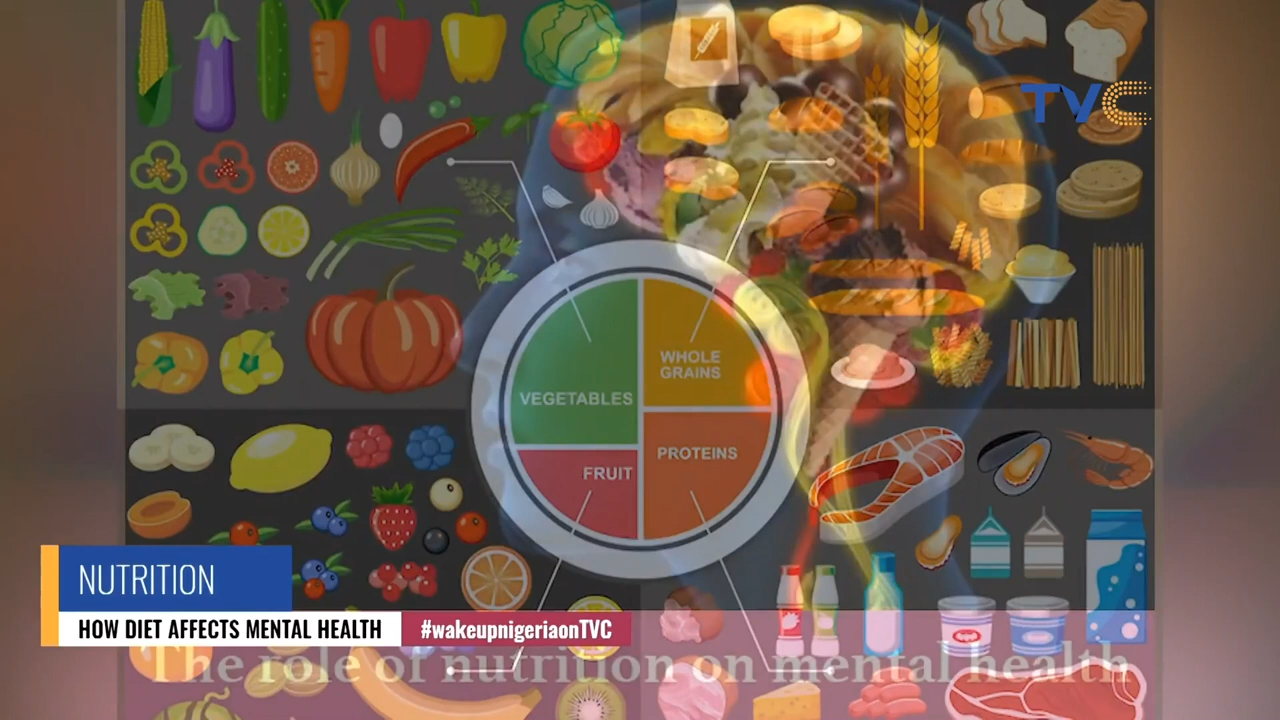 TVC
VEGETABLES
WHOLE
GRAINS
FRUIT
PROTEINS
NUTRITION
HOW DIET AFFECTS MENTAL HEALTH
#wakeupnigeriaonTVC
The role of nutrition on mental health